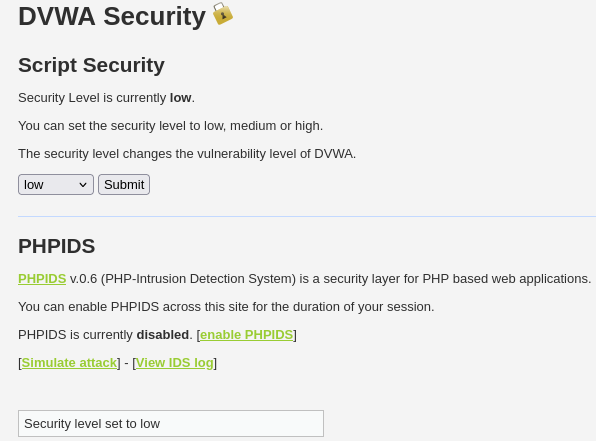 DVWA Security
Script Security
Security Level is currently low.
You can set the security level to low, medium or high.
The security level changes the vulnerability level of DVWA.
low Submit
PHPIDS
PHPIDS v.0.6 (PHP-Intrusion Detection System) is a security layer for PHP based web applications.
You can enable PHPIDS across this site for the duration of your session.
PHPIDS is currently disabled. [enable PHPIDS]
[Simulate attack] - [View IDS log]
Security level set to low